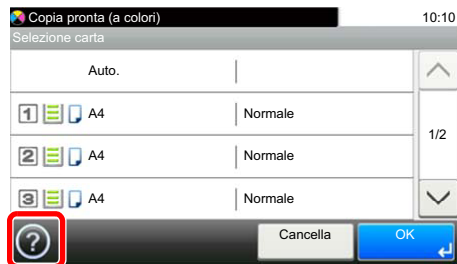 Copia pronta (a colori) 10:10
Selezione carta
Auto.
1 A4 Normale
1/2
2 A4 Normale
3 A4 Normale
? Cancella OK